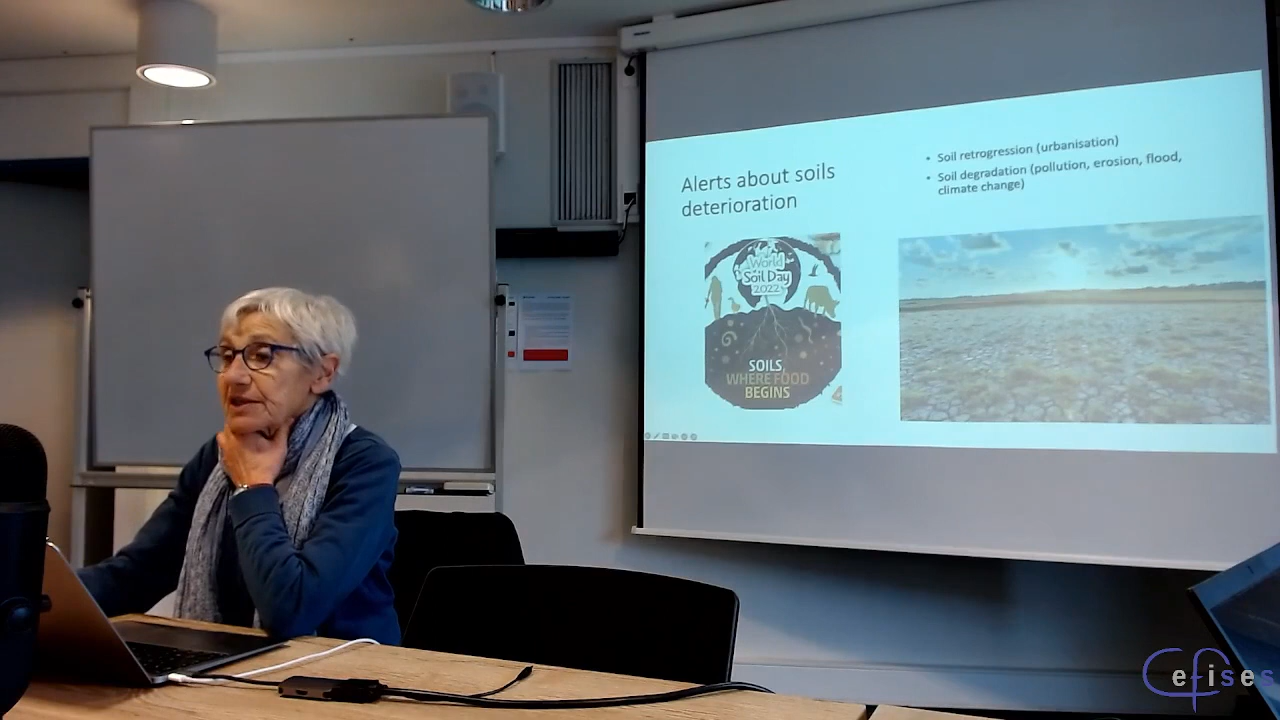 Alerts about soils
deterioration
• Soil retrogression (urbanisation)
• Soil degradation (pollution, erosion, flood,
climate change)
World
Soil Day
2022
SOILS,
WHERE FOOD
BEGINS
Cefises